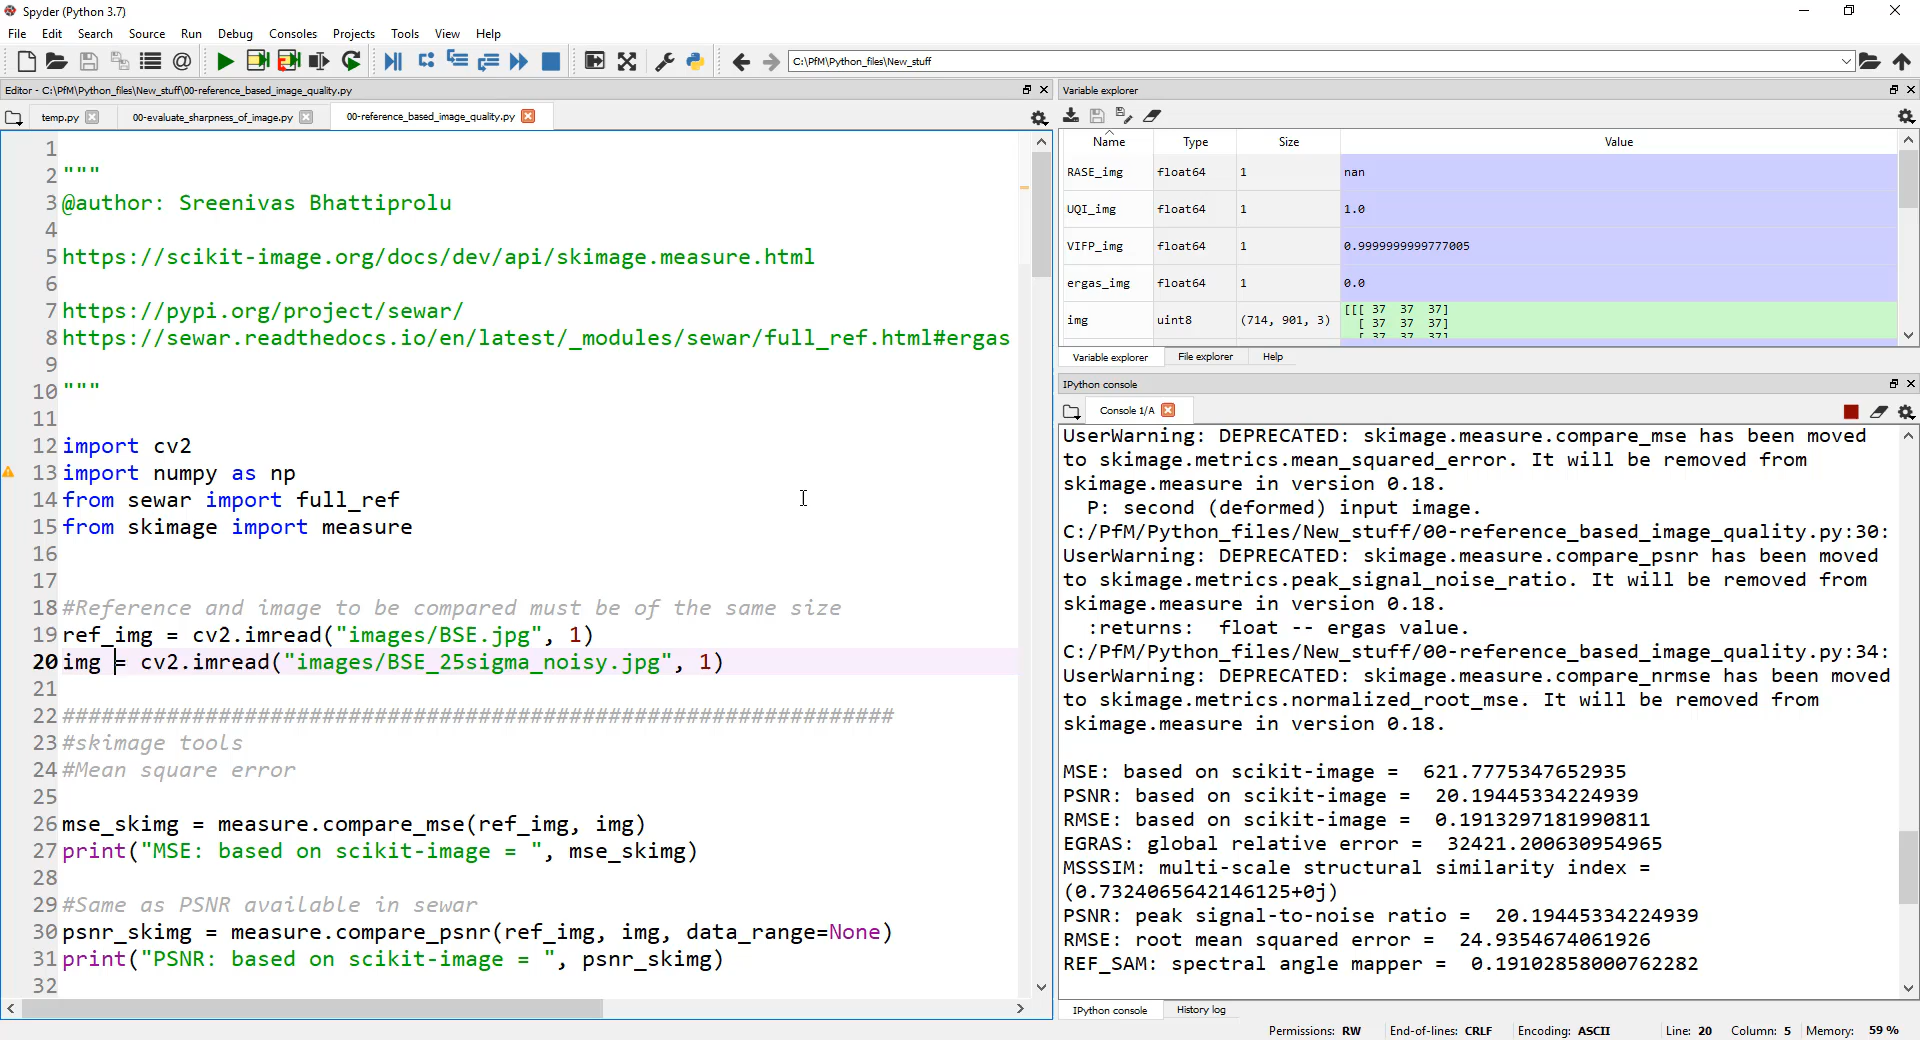 Spyder (Python 3.7)
File Edit Search Source Run Debug Consoles Projects Tools View Help
C:\PfM\Python_files\New_stuff
Editor - C:\PfM\Python_files\New_stuff\00-reference_based_image_quality.py
temp.py 00-evaluate_sharpness_of_image.py 00-reference_based_image_quality.py
1
2 """
3 @author: Sreenivas Bhattiprolu
4
5 https://scikit-image.org/docs/dev/api/skimage.measure.html
6
7 https://pypi.org/project/sewar/
8 https://sewar.readthedocs.io/en/latest/_modules/sewar/full_ref.html#ergas
9
10 """
11
12 import cv2
13 import numpy as np
14 from sewar import full_ref
15 from skimage import measure
16
17
18 #Reference and image to be compared must be of the same size
19 ref_img = cv2.imread("images/BSE.jpg", 1)
20 img = cv2.imread("images/BSE_25sigma_noisy.jpg", 1)
21
22 ################################################################
23 #skimage tools
24 #Mean square error
25
26 mse_skimg = measure.compare_mse(ref_img, img)
27 print("MSE: based on scikit-image = ", mse_skimg)
28
29 #Same as PSNR available in sewar
30 psnr_skimg = measure.compare_psnr(ref_img, img, data_range=None)
31 print("PSNR: based on scikit-image = ", psnr_skimg)
32
Variable explorer
Name Type Size Value
RASE_img float64 1 nan
UQI_img float64 1 1.0
VIFP_img float64 1 0.9999999999777005
ergas_img float64 1 0.0
img uint8 (714, 901, 3) [[[ 37 37 37]
[ 37 37 37]
[ 37 37 37]
Variable explorer File explorer Help
IPython console
Console 1/A
UserWarning: DEPRECATED: skimage.measure.compare_mse has been moved
to skimage.metrics.mean_squared_error. It will be removed from
skimage.measure in version 0.18.
P: second (deformed) input image.
C:/PfM/Python_files/New_stuff/00-reference_based_image_quality.py:30:
UserWarning: DEPRECATED: skimage.measure.compare_psnr has been moved
to skimage.metrics.peak_signal_noise_ratio. It will be removed from
skimage.measure in version 0.18.
:returns: float -- ergas value.
C:/PfM/Python_files/New_stuff/00-reference_based_image_quality.py:34:
UserWarning: DEPRECATED: skimage.measure.compare_nrmse has been moved
to skimage.metrics.normalized_root_mse. It will be removed from
skimage.measure in version 0.18.
MSE: based on scikit-image = 621.7775347652935
PSNR: based on scikit-image = 20.19445334224939
RMSE: based on scikit-image = 0.1913297181990811
EGRAS: global relative error = 32421.200630954965
MSSSIM: multi-scale structural similarity index =
(0.7324065642146125+0j)
PSNR: peak signal-to-noise ratio = 20.19445334224939
RMSE: root mean squared error = 24.9354674061926
REF_SAM: spectral angle mapper = 0.19102858000762282
IPython console History log
Permissions: RW End-of-lines: CRLF Encoding: ASCII Line: 20 Column: 5 Memory: 59 %